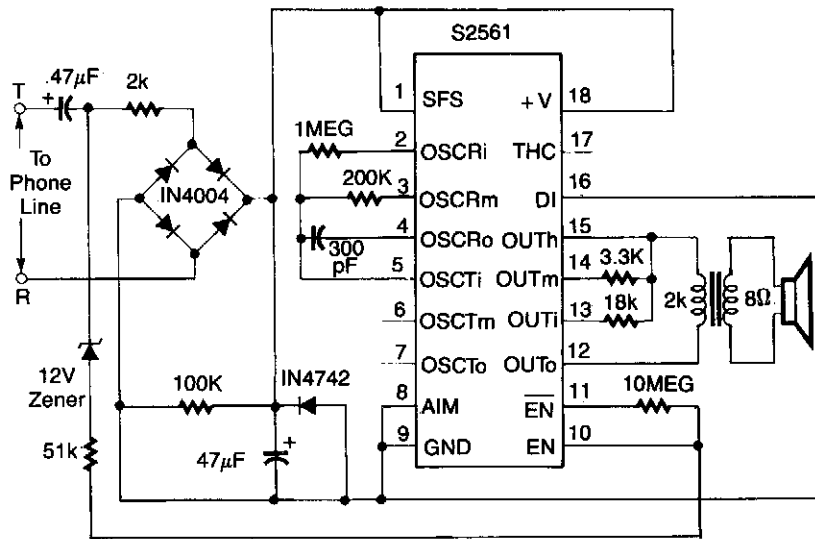 S2561
.47µF
+
2k
T
To
Phone
Line
R
IN4004
12V
Zener
51k
100K
IN4742
47µF
+
1MEG
200K
300
pF
1 SFS
2 OSCRi
3 OSCRm
4 OSCRo
5 OSCTi
6 OSCTm
7 OSCTo
8 AIM
9 GND
+V 18
THC 17
DI 16
OUTh 15
OUTm 14
OUTi 13
OUTo 12
EN 11
EN 10
3.3K
18k
2k
8Ω
10MEG